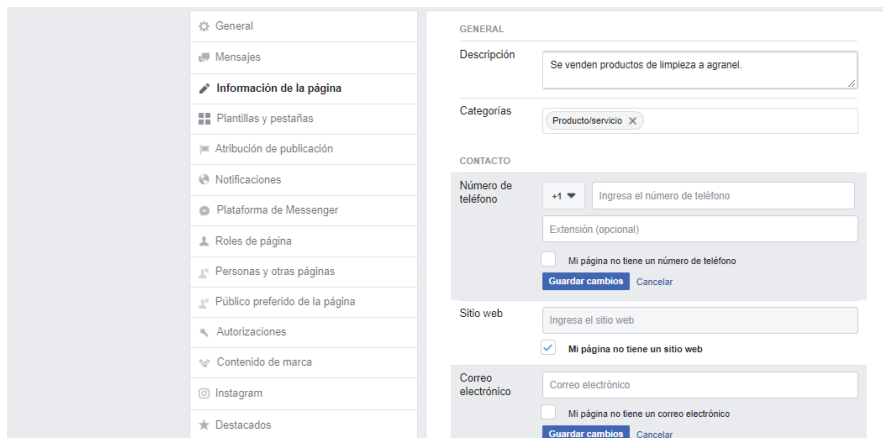 General
Mensajes
Información de la página
Plantillas y pestañas
Atribución de publicación
Notificaciones
Plataforma de Messenger
Roles de página
Personas y otras páginas
Público preferido de la página
Autorizaciones
Contenido de marca
Instagram
Destacados
GENERAL
Descripción
Se venden productos de limpieza a agranel.
Categorías
Producto/servicio
CONTACTO
Número de
teléfono
+1
Ingresa el número de teléfono
Extensión (opcional)
Mi página no tiene un número de teléfono
Guardar cambios Cancelar
Sitio web
Ingresa el sitio web
Mi página no tiene un sitio web
Correo
electrónico
Correo electrónico
Mi página no tiene un correo electrónico
Guardar cambios Cancelar